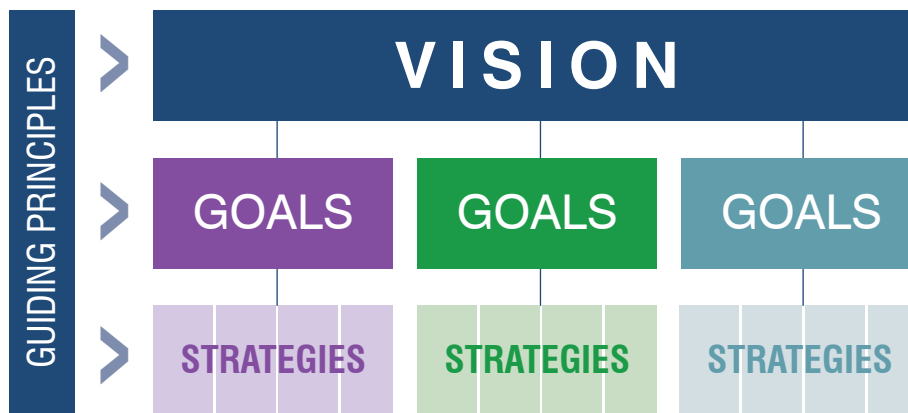 GUIDING PRINCIPLES
VISION
GOALS
GOALS
GOALS
STRATEGIES
STRATEGIES
STRATEGIES